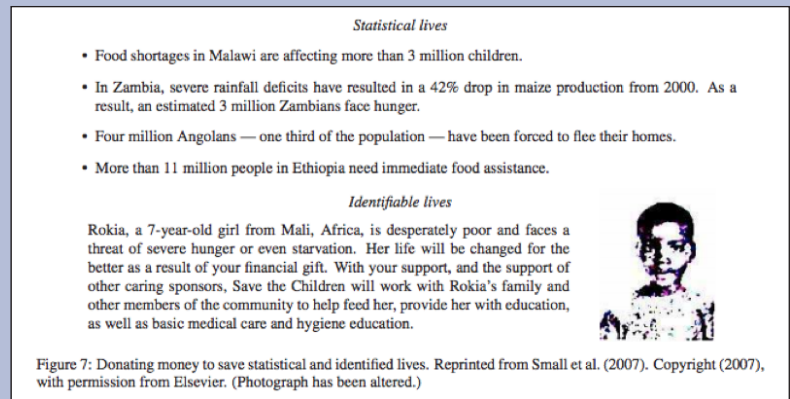 Statistical lives
• Food shortages in Malawi are affecting more than 3 million children.
• In Zambia, severe rainfall deficits have resulted in a 42% drop in maize production from 2000. As a
result, an estimated 3 million Zambians face hunger.
• Four million Angolans — one third of the population — have been forced to flee their homes.
• More than 11 million people in Ethiopia need immediate food assistance.
Identifiable lives
Rokia, a 7-year-old girl from Mali, Africa, is desperately poor and faces a
threat of severe hunger or even starvation. Her life will be changed for the
better as a result of your financial gift. With your support, and the support of
other caring sponsors, Save the Children will work with Rokia's family and
other members of the community to help feed her, provide her with education,
as well as basic medical care and hygiene education.
Figure 7: Donating money to save statistical and identified lives. Reprinted from Small et al. (2007). Copyright (2007),
with permission from Elsevier. (Photograph has been altered.)